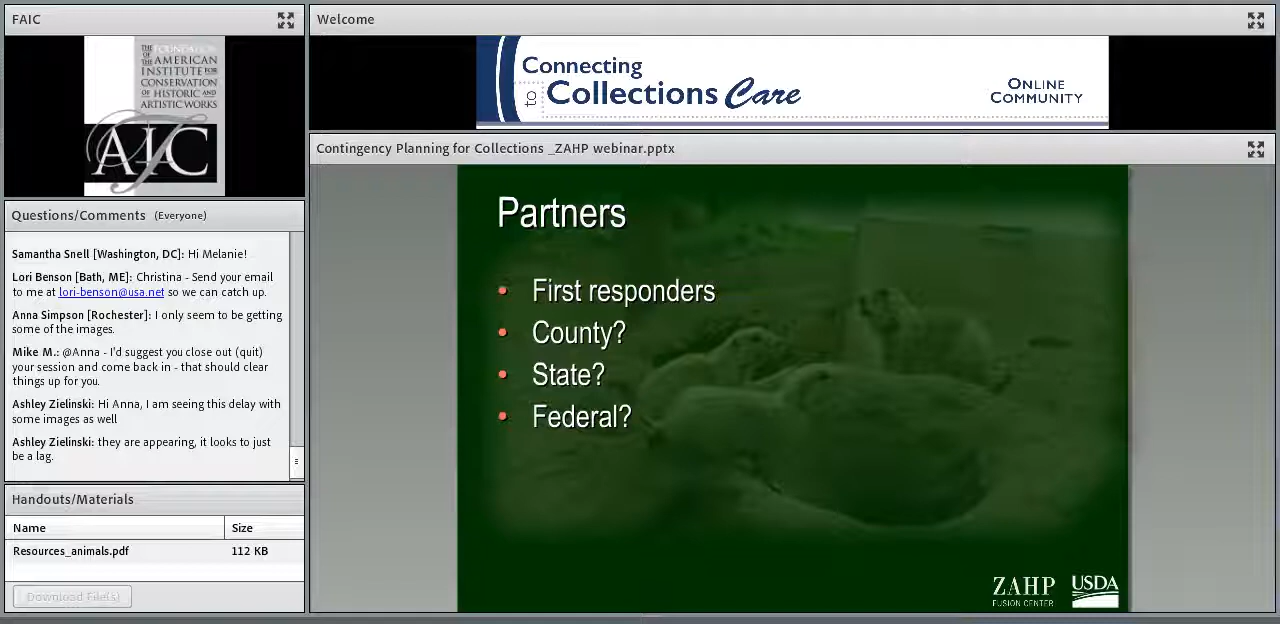 FAIC
THE
FOUNDATION
OF THE AMERICAN
INSTITUTE FOR
CONSERVATION
OF HISTORIC AND
ARTISTIC WORKS
AIC
Questions/Comments (Everyone)
Samantha Snell [Washington, DC]: Hi Melanie!
Lori Benson [Bath, ME]: Christina - Send your email
to me at lori-benson@usa.net so we can catch up.
Anna Simpson [Rochester]: I only seem to be getting
some of the images.
Mike M.: @Anna - I'd suggest you close out (quit)
your session and come back in - that should clear
things up for you.
Ashley Zielinski: Hi Anna, I am seeing this delay with
some images as well
Ashley Zielinski: they are appearing, it looks to just
be a lag.
Handouts/Materials
Name Size
Resources_animals.pdf 112 KB
Download File(s)
Welcome
Connecting
to Collections Care
ONLINE
COMMUNITY
Contingency Planning for Collections _ZAHP webinar.pptx
Partners
• First responders
• County?
• State?
• Federal?
ZAHP
FUSION CENTER
USDA